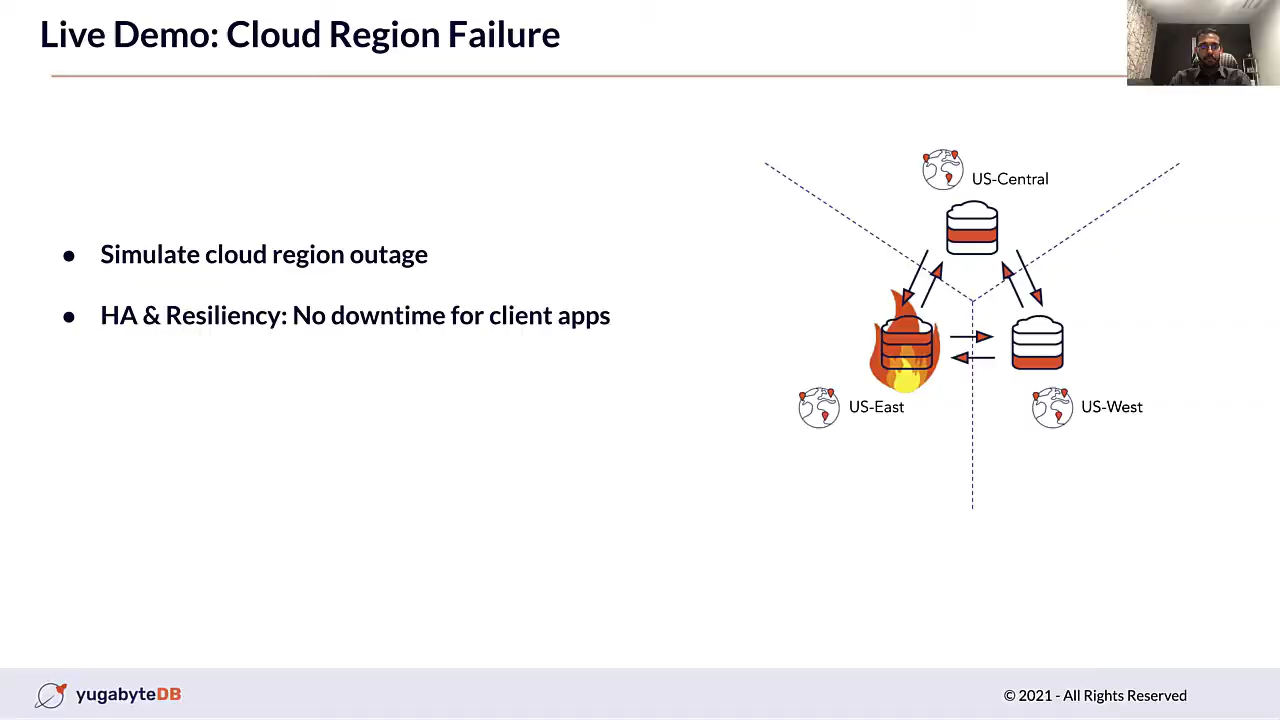 Live Demo: Cloud Region Failure
US-Central
● Simulate cloud region outage
● HA & Resiliency: No downtime for client apps
US-East
US-West
yugabyteDB
© 2021 - All Rights Reserved